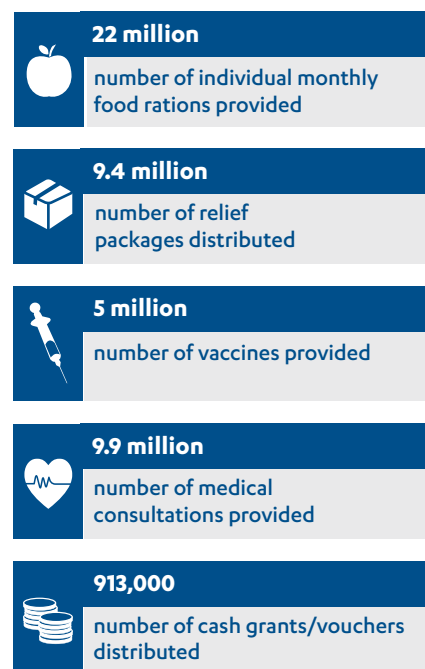 22 million
number of individual monthly
food rations provided
9.4 million
number of relief
packages distributed
5 million
number of vaccines provided
9.9 million
number of medical
consultations provided
913,000
number of cash grants/vouchers
distributed